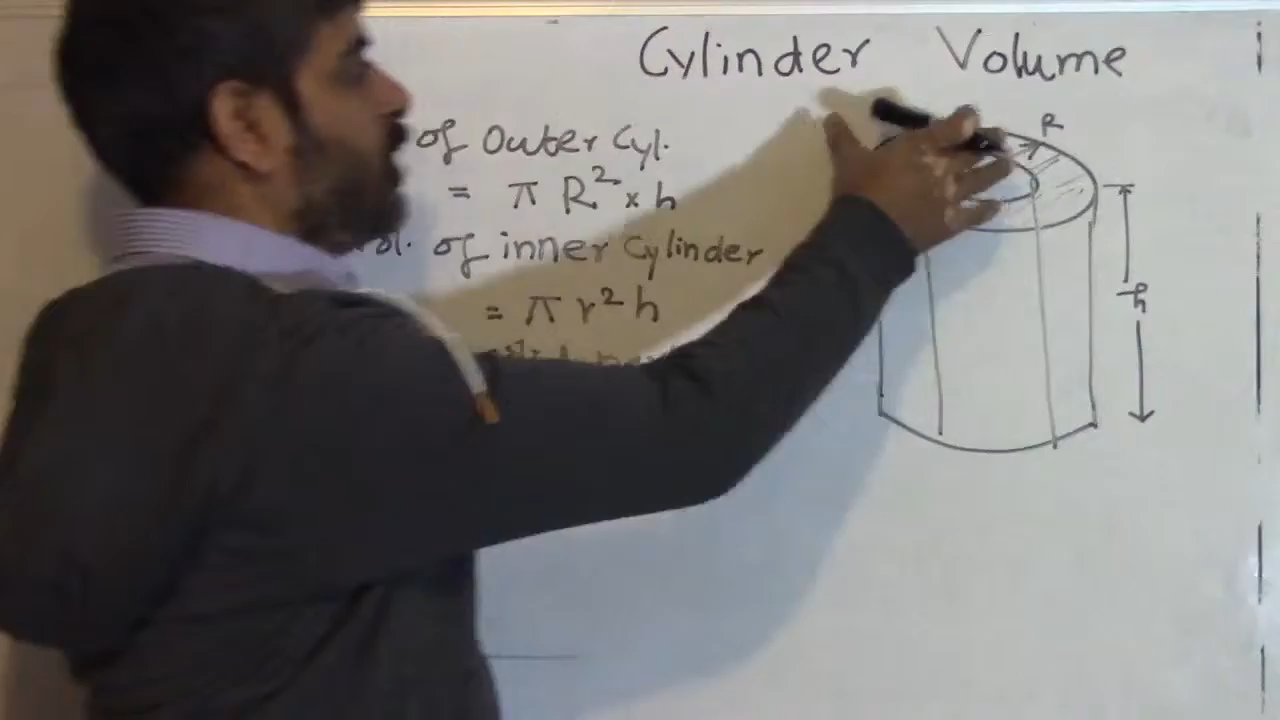 Cylinder Volume
of outer Cyl.
= π R² × h
of inner Cylinder
= π r² h
R
h